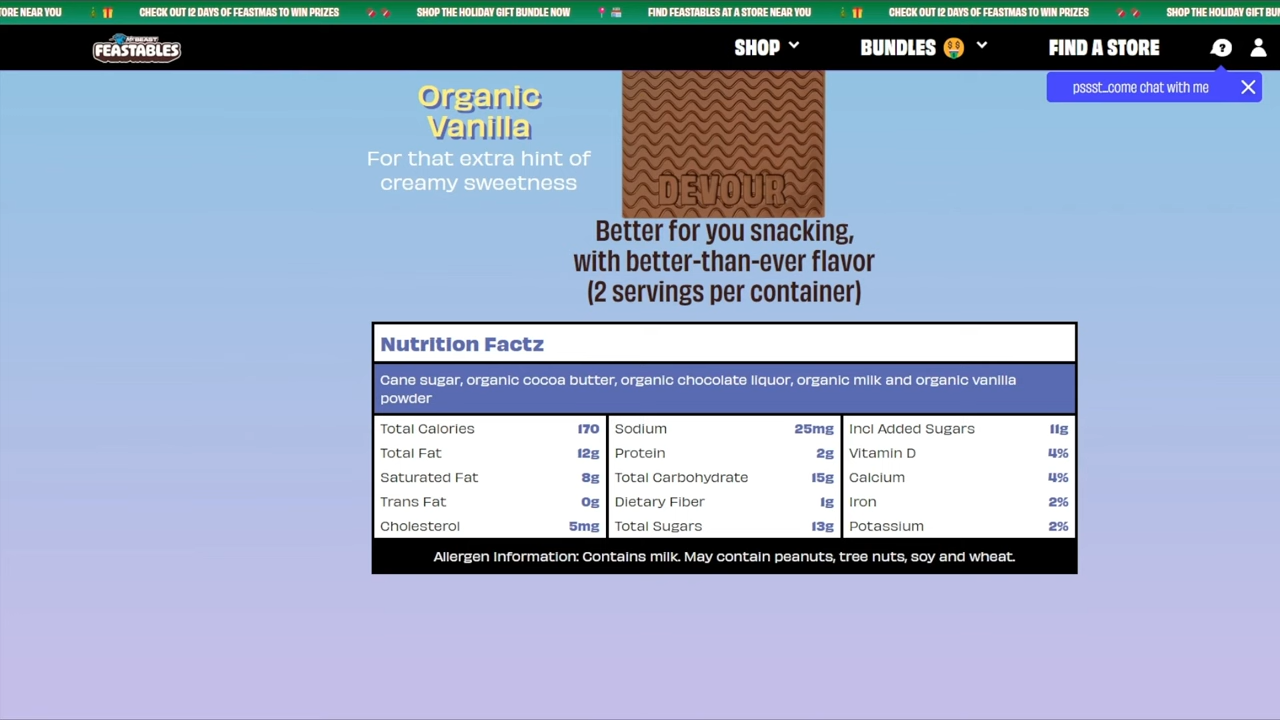 ORE NEAR YOU CHECK OUT 12 DAYS OF FEASTMAS TO WIN PRIZES SHOP THE HOLIDAY GIFT BUNDLE NOW FIND FEASTABLES AT A STORE NEAR YOU CHECK OUT 12 DAYS OF FEASTMAS TO WIN PRIZES SHOP THE HOLIDAY GIFT BUN
MRBEAST
FEASTABLES
SHOP BUNDLES FIND A STORE
pssst...come chat with me
Organic
Vanilla
For that extra hint of
creamy sweetness
DEVOUR
Better for you snacking,
with better-than-ever flavor
(2 servings per container)
Nutrition Factz
Cane sugar, organic cocoa butter, organic chocolate liquor, organic milk and organic vanilla
powder
Total Calories 170 Sodium 25mg Incl Added Sugars 11g
Total Fat 12g Protein 2g Vitamin D 4%
Saturated Fat 8g Total Carbohydrate 15g Calcium 4%
Trans Fat 0g Dietary Fiber 1g Iron 2%
Cholesterol 5mg Total Sugars 13g Potassium 2%
Allergen Information: Contains milk. May contain peanuts, tree nuts, soy and wheat.